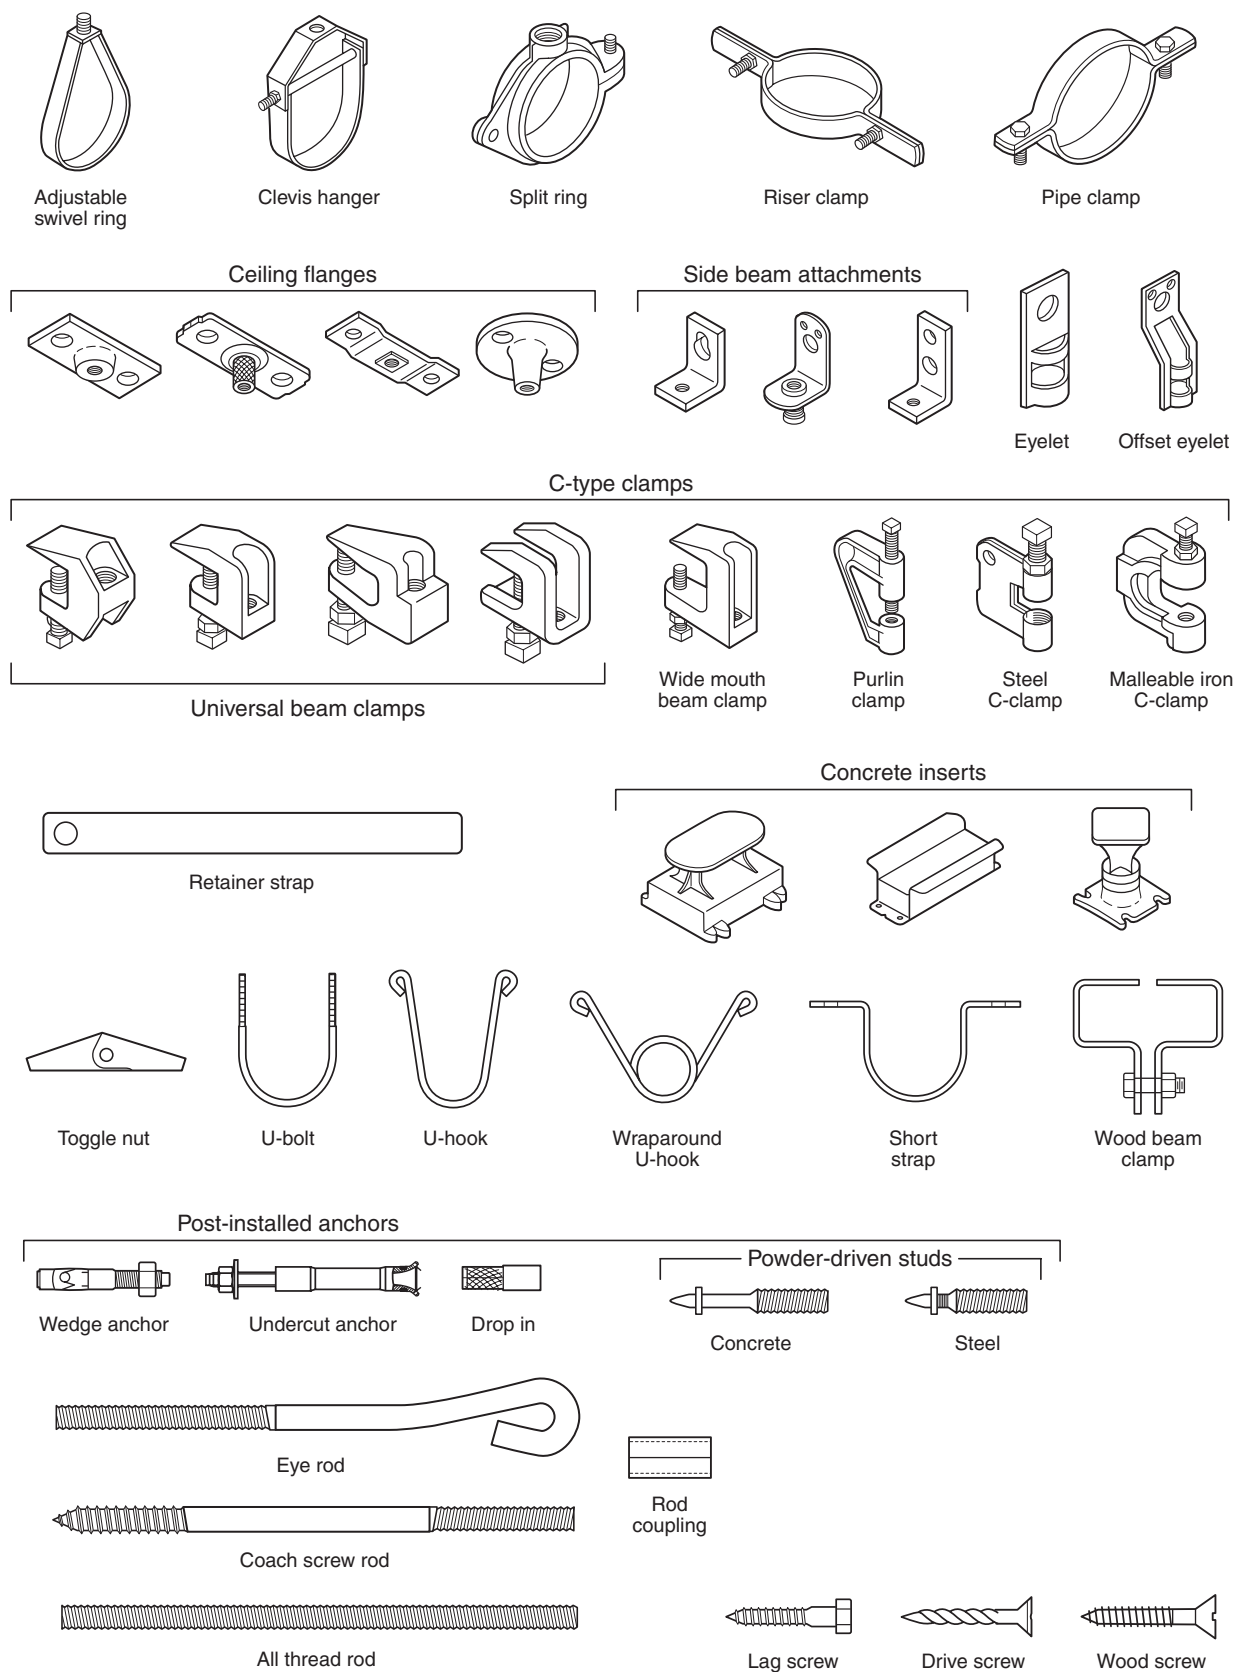 Adjustable
swivel ring
Clevis hanger
Split ring
Riser clamp
Pipe clamp
Ceiling flanges
Side beam attachments
Eyelet
Offset eyelet
C-type clamps
Universal beam clamps
Wide mouth
beam clamp
Purlin
clamp
Steel
C-clamp
Malleable iron
C-clamp
Concrete inserts
Retainer strap
Toggle nut
U-bolt
U-hook
Wraparound
U-hook
Short
strap
Wood beam
clamp
Post-installed anchors
Powder-driven studs
Wedge anchor
Undercut anchor
Drop in
Concrete
Steel
Eye rod
Rod
coupling
Coach screw rod
All thread rod
Lag screw
Drive screw
Wood screw